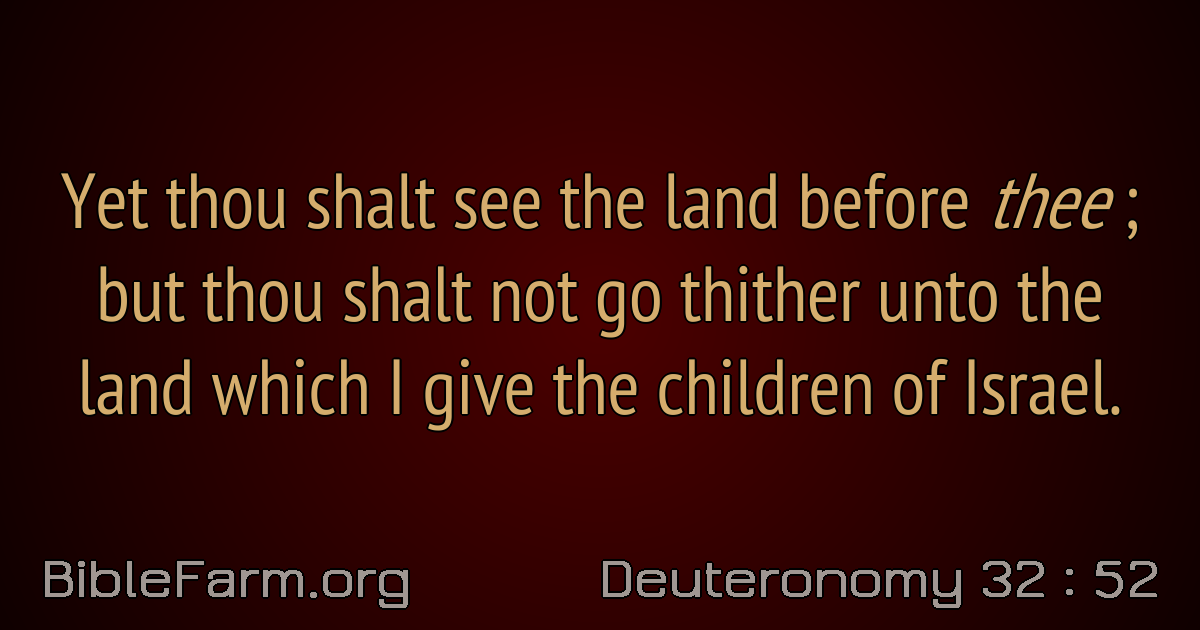 Yet thou shalt see the land before thee ;
but thou shalt not go thither unto the
land which I give the children of Israel.
BibleFarm.org
Deuteronomy 32 : 52